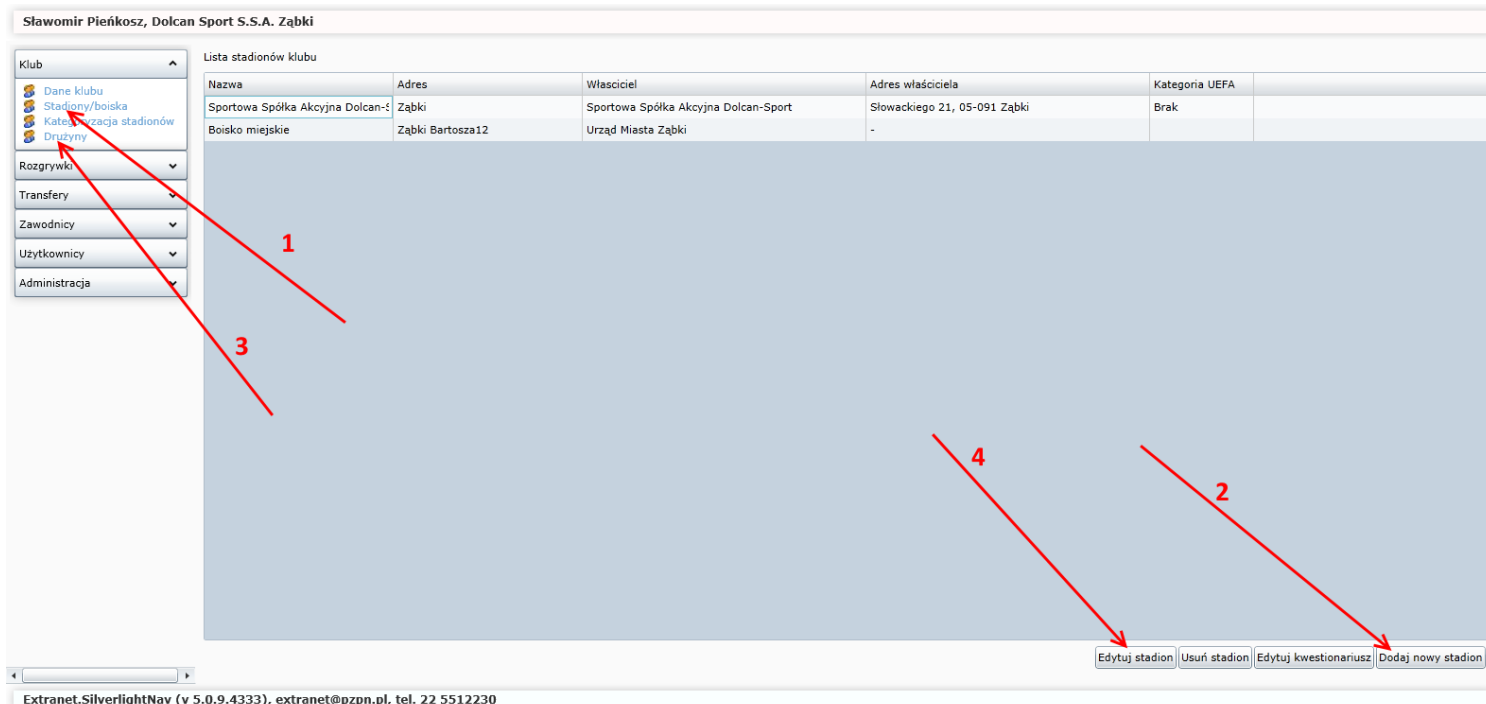 Sławomir Pieńkosz, Dolcan Sport S.S.A. Ząbki
Klub
Dane klubu
Stadiony/boiska
Kategoryzacja stadionów
Drużyny
Rozgrywki
Transfery
Zawodnicy
Użytkownicy
Administracja
Lista stadionów klubu
Nazwa Adres Własciciel Adres właściciela Kategoria UEFA
Sportowa Spółka Akcyjna Dolcan-S Ząbki Sportowa Spółka Akcyjna Dolcan-Sport Słowackiego 21, 05-091 Ząbki Brak
Boisko miejskie Ząbki Bartosza12 Urząd Miasta Ząbki -
1
3
4
2
Edytuj stadion Usuń stadion Edytuj kwestionariusz Dodaj nowy stadion
Extranet.SilverlightNav (v 5.0.9.4333), extranet@pzpn.pl, tel. 22 5512230